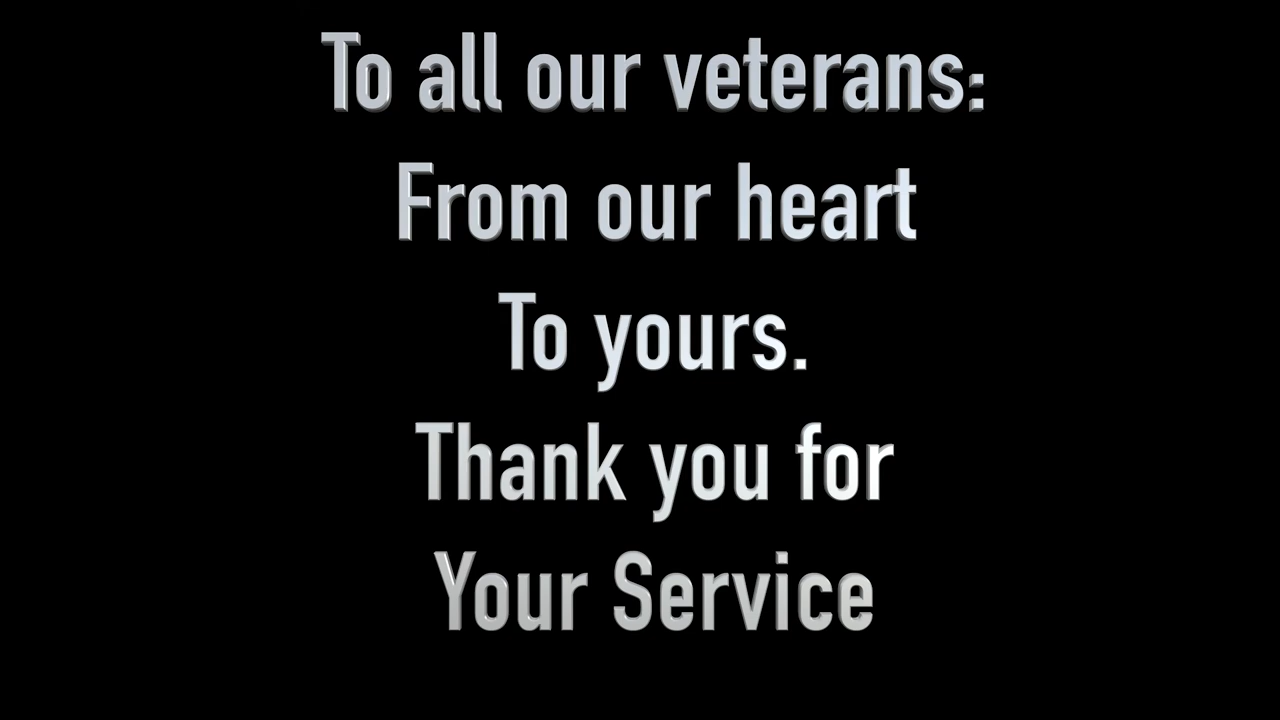 To all our veterans:
From our heart
To yours.
Thank you for
Your Service